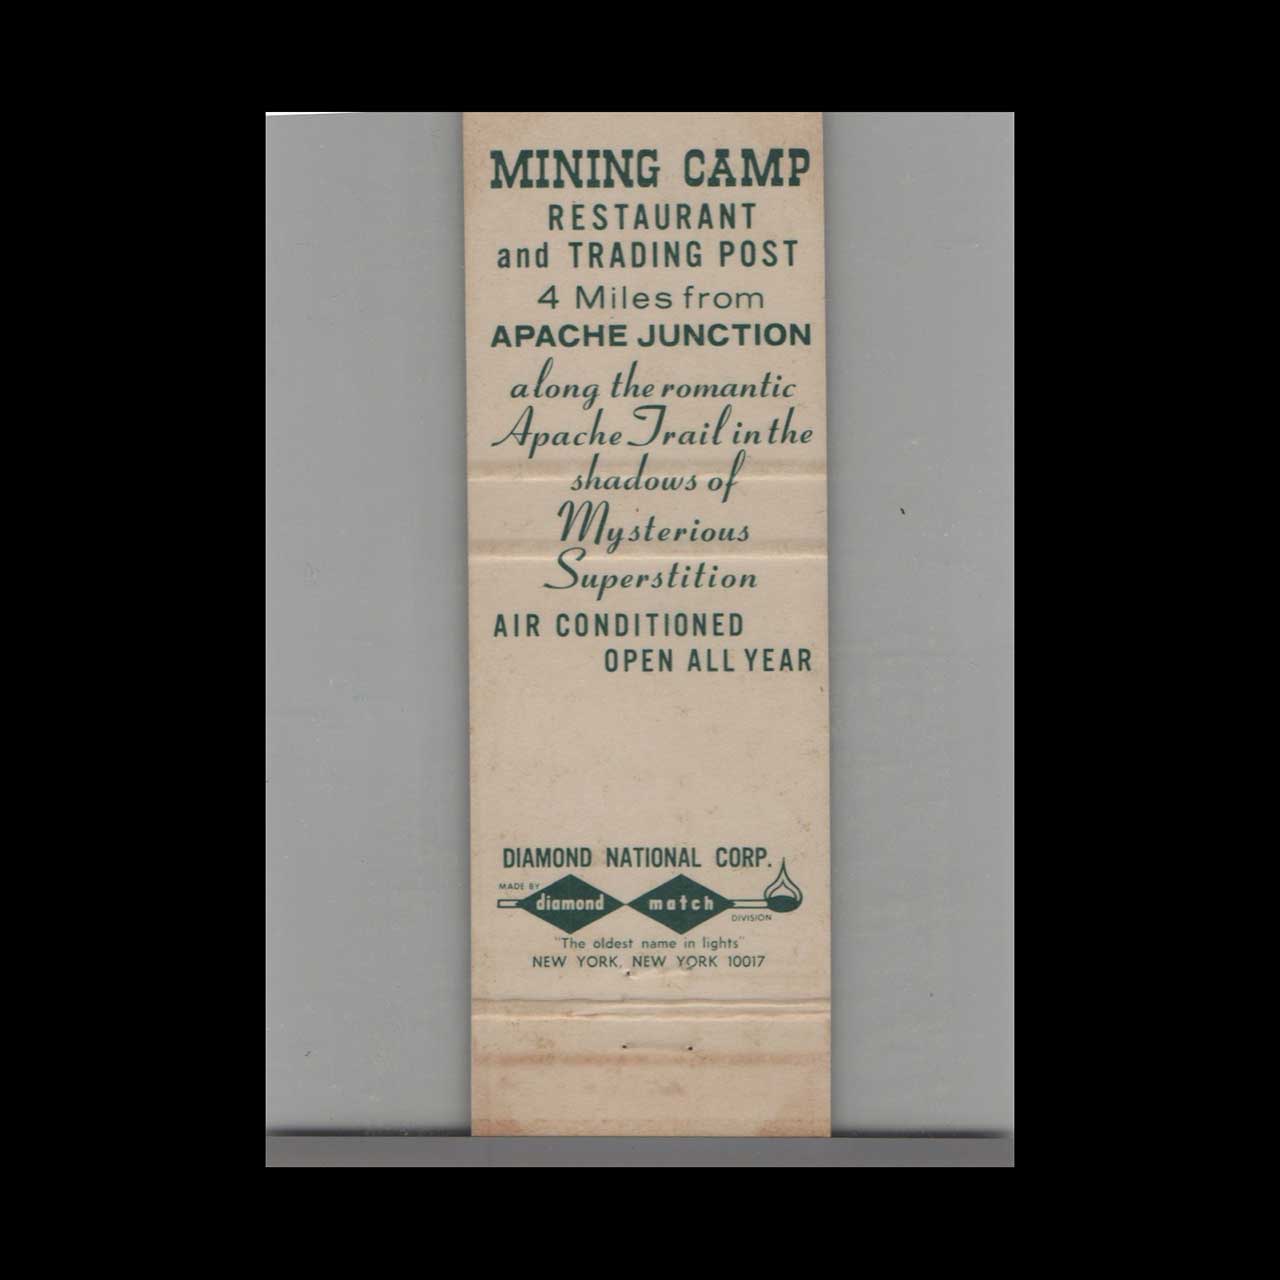 MINING CAMP
RESTAURANT
and TRADING POST
4 Miles from
APACHE JUNCTION
along the romantic
Apache Trail in the
shadows of
Mysterious
Superstition
AIR CONDITIONED
OPEN ALL YEAR
DIAMOND NATIONAL CORP.
MADE BY
diamond match
DIVISION
"The oldest name in lights"
NEW YORK, NEW YORK 10017